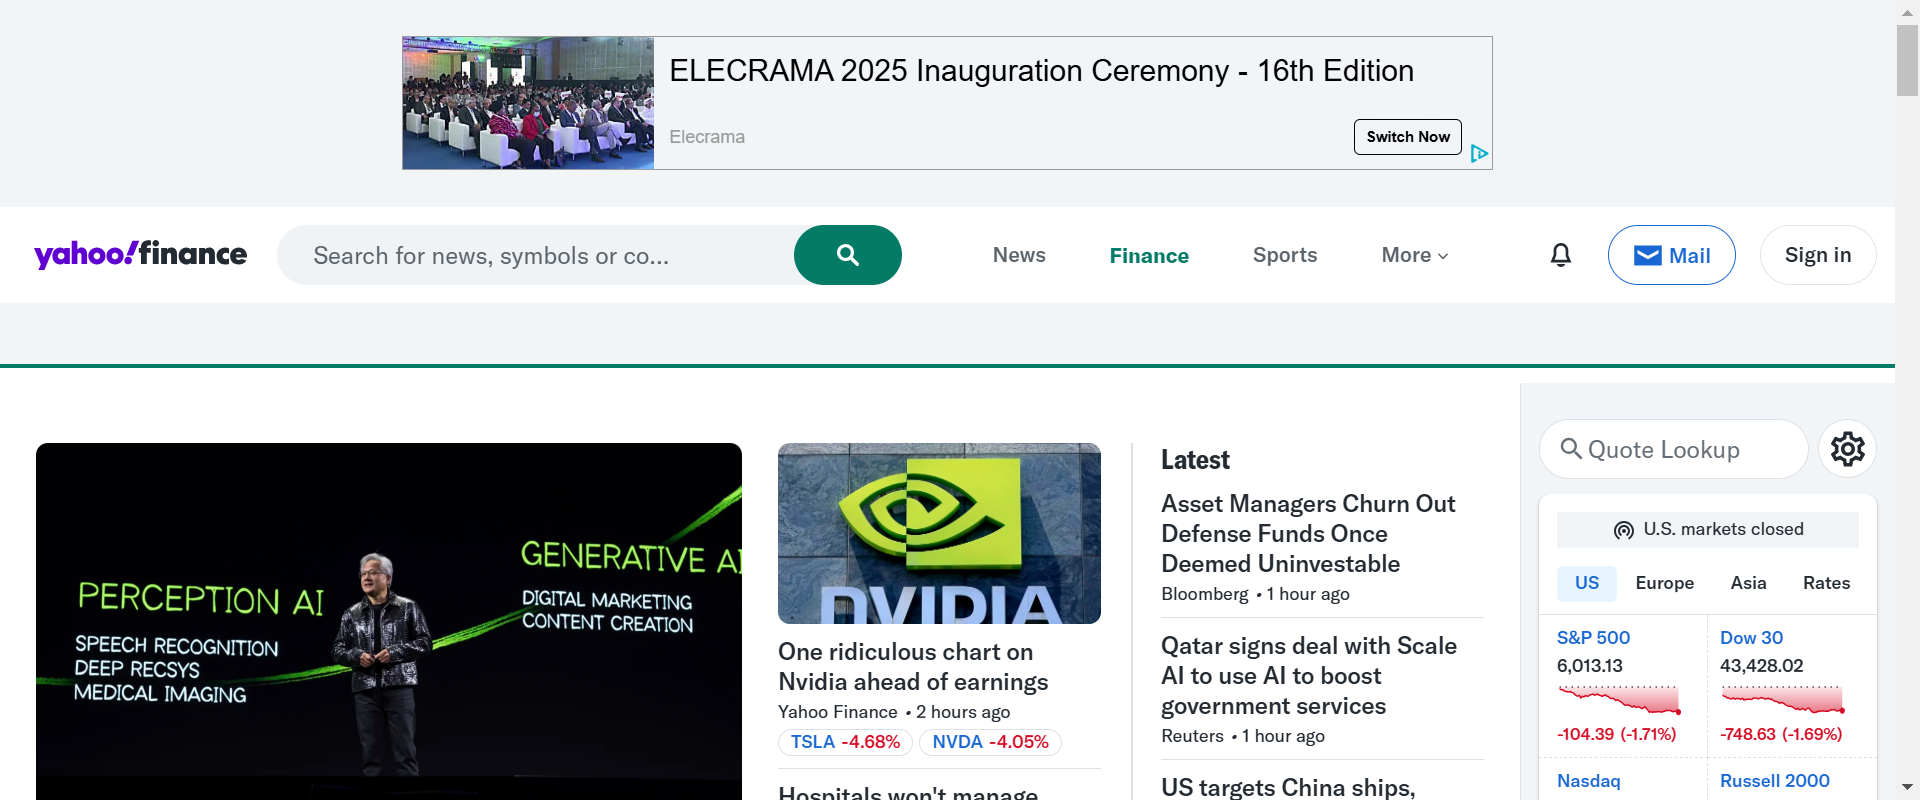 ELECRAMA 2025 Inauguration Ceremony - 16th Edition
Elecrama
Switch Now
yahoo!finance
Search for news, symbols or co...
News
Finance
Sports
More
Mail
Sign in
PERCEPTION AI
SPEECH RECOGNITION
DEEP RECSYS
MEDICAL IMAGING
GENERATIVE AI
DIGITAL MARKETING
CONTENT CREATION
NVIDIA
One ridiculous chart on
Nvidia ahead of earnings
Yahoo Finance • 2 hours ago
TSLA -4.68%
NVDA -4.05%
Hospitals won't manage
Latest
Asset Managers Churn Out
Defense Funds Once
Deemed Uninvestable
Bloomberg • 1 hour ago
Qatar signs deal with Scale
AI to use AI to boost
government services
Reuters • 1 hour ago
US targets China ships,
Quote Lookup
U.S. markets closed
US
Europe
Asia
Rates
S&P 500
6,013.13
-104.39 (-1.71%)
Dow 30
43,428.02
-748.63 (-1.69%)
Nasdaq
Russell 2000